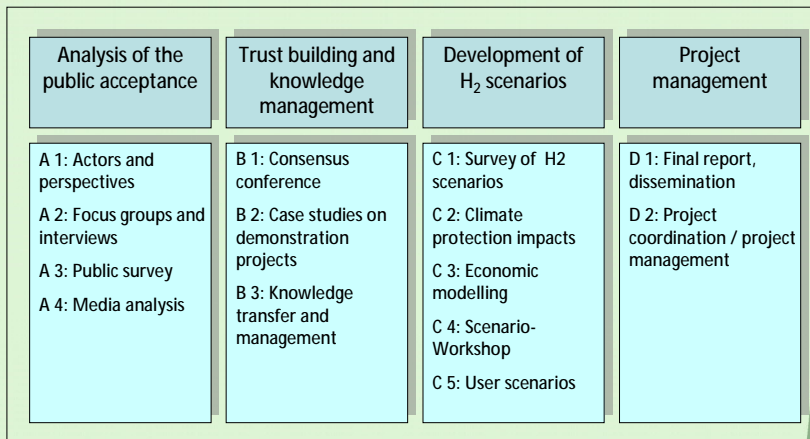 Analysis of the
public acceptance
Trust building and
knowledge
management
Development of
H₂ scenarios
Project
management
A 1: Actors and
perspectives
A 2: Focus groups and
interviews
A 3: Public survey
A 4: Media analysis
B 1: Consensus
conference
B 2: Case studies on
demonstration
projects
B 3: Knowledge
transfer and
management
C 1: Survey of H2
scenarios
C 2: Climate
protection impacts
C 3: Economic
modelling
C 4: Scenario-
Workshop
C 5: User scenarios
D 1: Final report,
dissemination
D 2: Project
coordination / project
management